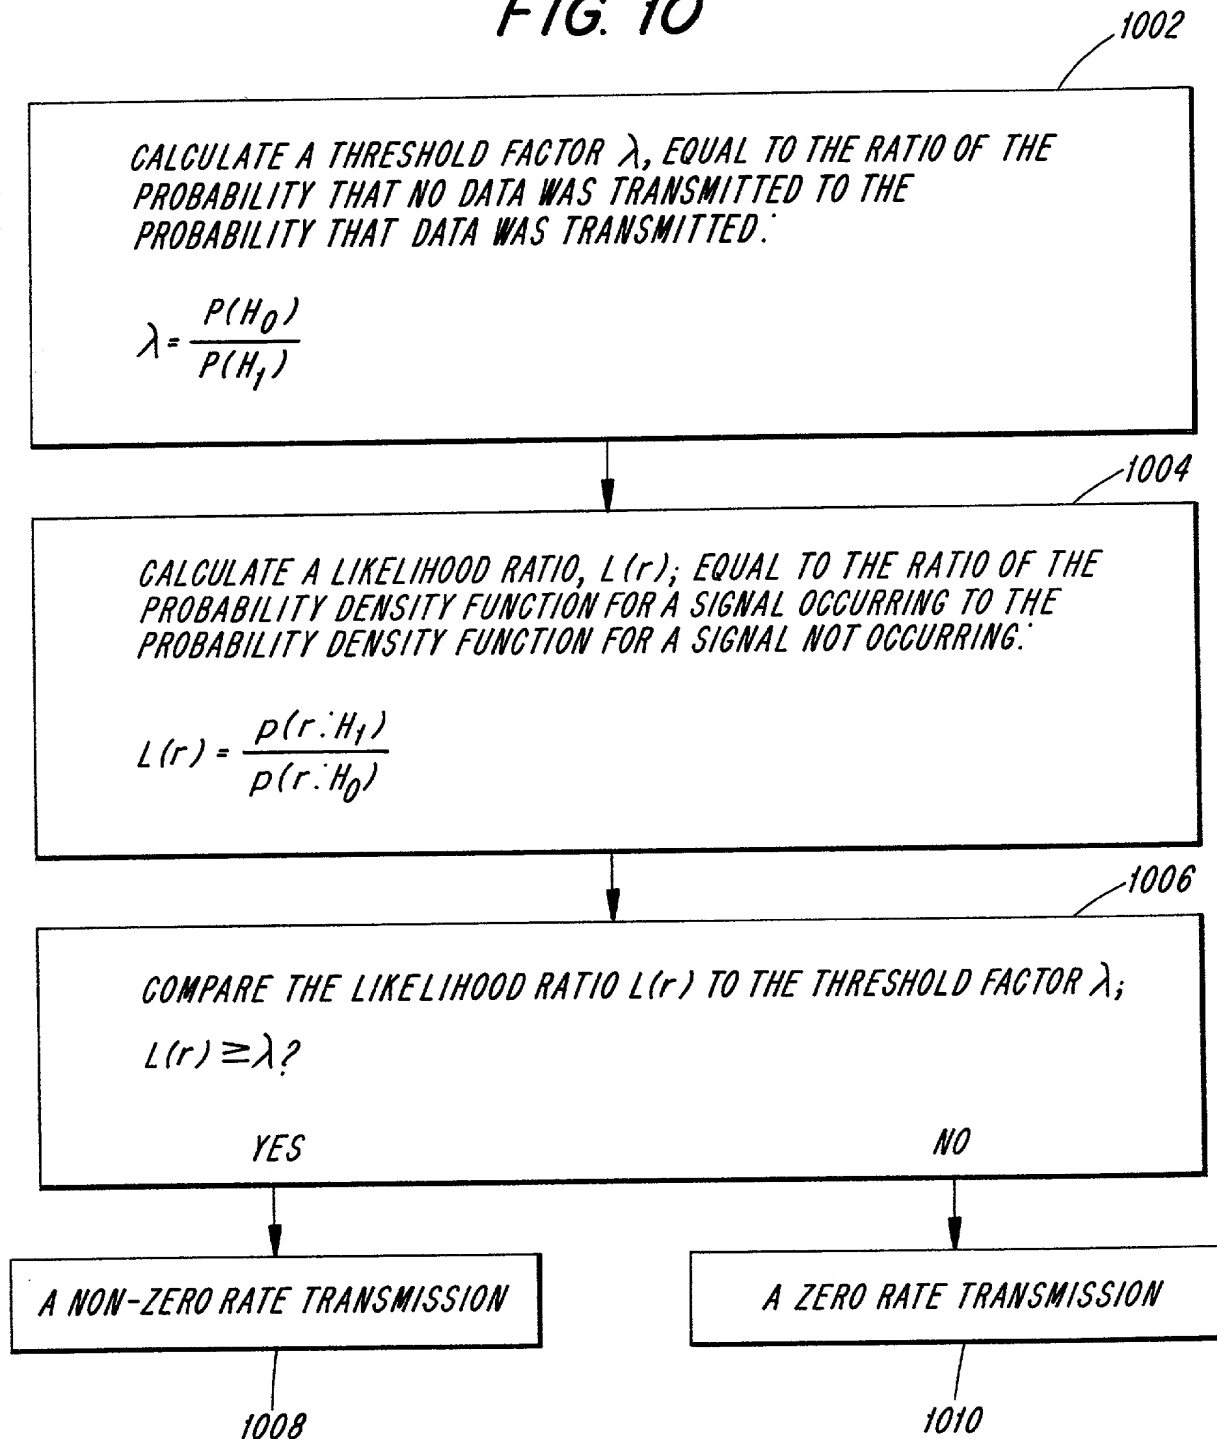 FIG. 10
1002
CALCULATE A THRESHOLD FACTOR λ, EQUAL TO THE RATIO OF THE
PROBABILITY THAT NO DATA WAS TRANSMITTED TO THE
PROBABILITY THAT DATA WAS TRANSMITTED:
λ = P(H₀) / P(H₁)
1004
CALCULATE A LIKELIHOOD RATIO, L(r); EQUAL TO THE RATIO OF THE
PROBABILITY DENSITY FUNCTION FOR A SIGNAL OCCURRING TO THE
PROBABILITY DENSITY FUNCTION FOR A SIGNAL NOT OCCURRING:
L(r) = p(r:H₁) / p(r:H₀)
1006
COMPARE THE LIKELIHOOD RATIO L(r) TO THE THRESHOLD FACTOR λ;
L(r) ≥ λ?
YES
NO
A NON-ZERO RATE TRANSMISSION
A ZERO RATE TRANSMISSION
1008
1010